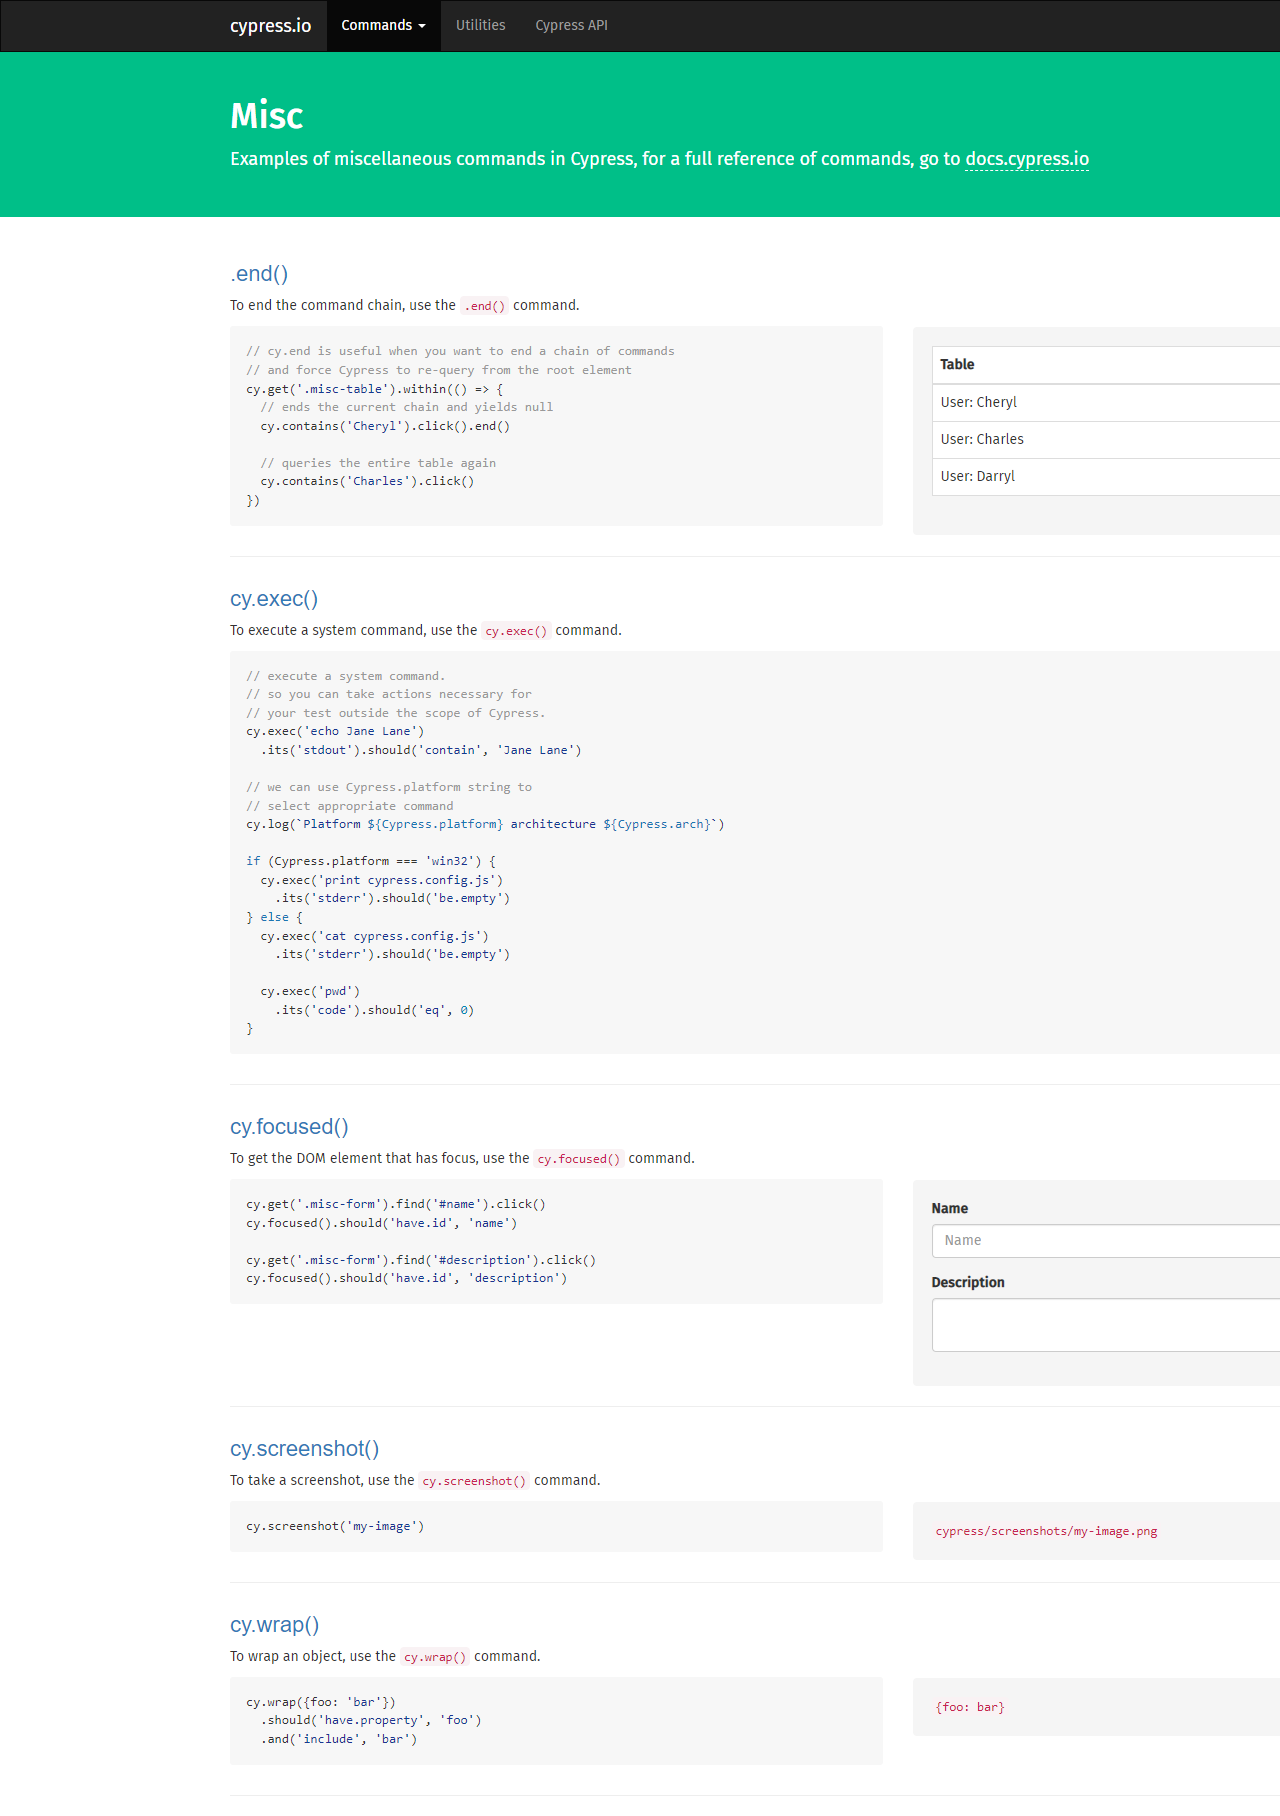 cypress.io Commands Utilities Cypress API
Misc
Examples of miscellaneous commands in Cypress, for a full reference of commands, go to docs.cypress.io
.end()
To end the command chain, use the .end() command.
// cy.end is useful when you want to end a chain of commands
// and force Cypress to re-query from the root element
cy.get('.misc-table').within(() => {
  // ends the current chain and yields null
  cy.contains('Cheryl').click().end()
  // queries the entire table again
  cy.contains('Charles').click()
})
Table
User: Cheryl
User: Charles
User: Darryl
cy.exec()
To execute a system command, use the cy.exec() command.
// execute a system command.
// so you can take actions necessary for
// your test outside the scope of Cypress.
cy.exec('echo Jane Lane')
  .its('stdout').should('contain', 'Jane Lane')
// we can use Cypress.platform string to
// select appropriate command
cy.log(`Platform ${Cypress.platform} architecture ${Cypress.arch}`)
if (Cypress.platform === 'win32') {
  cy.exec('print cypress.config.js')
    .its('stderr').should('be.empty')
} else {
  cy.exec('cat cypress.config.js')
    .its('stderr').should('be.empty')
  cy.exec('pwd')
    .its('code').should('eq', 0)
}
cy.focused()
To get the DOM element that has focus, use the cy.focused() command.
cy.get('.misc-form').find('#name').click()
cy.focused().should('have.id', 'name')
cy.get('.misc-form').find('#description').click()
cy.focused().should('have.id', 'description')
Name
Name
Description
cy.screenshot()
To take a screenshot, use the cy.screenshot() command.
cy.screenshot('my-image')
cypress/screenshots/my-image.png
cy.wrap()
To wrap an object, use the cy.wrap() command.
cy.wrap({foo: 'bar'})
  .should('have.property', 'foo')
  .and('include', 'bar')
{foo: bar}